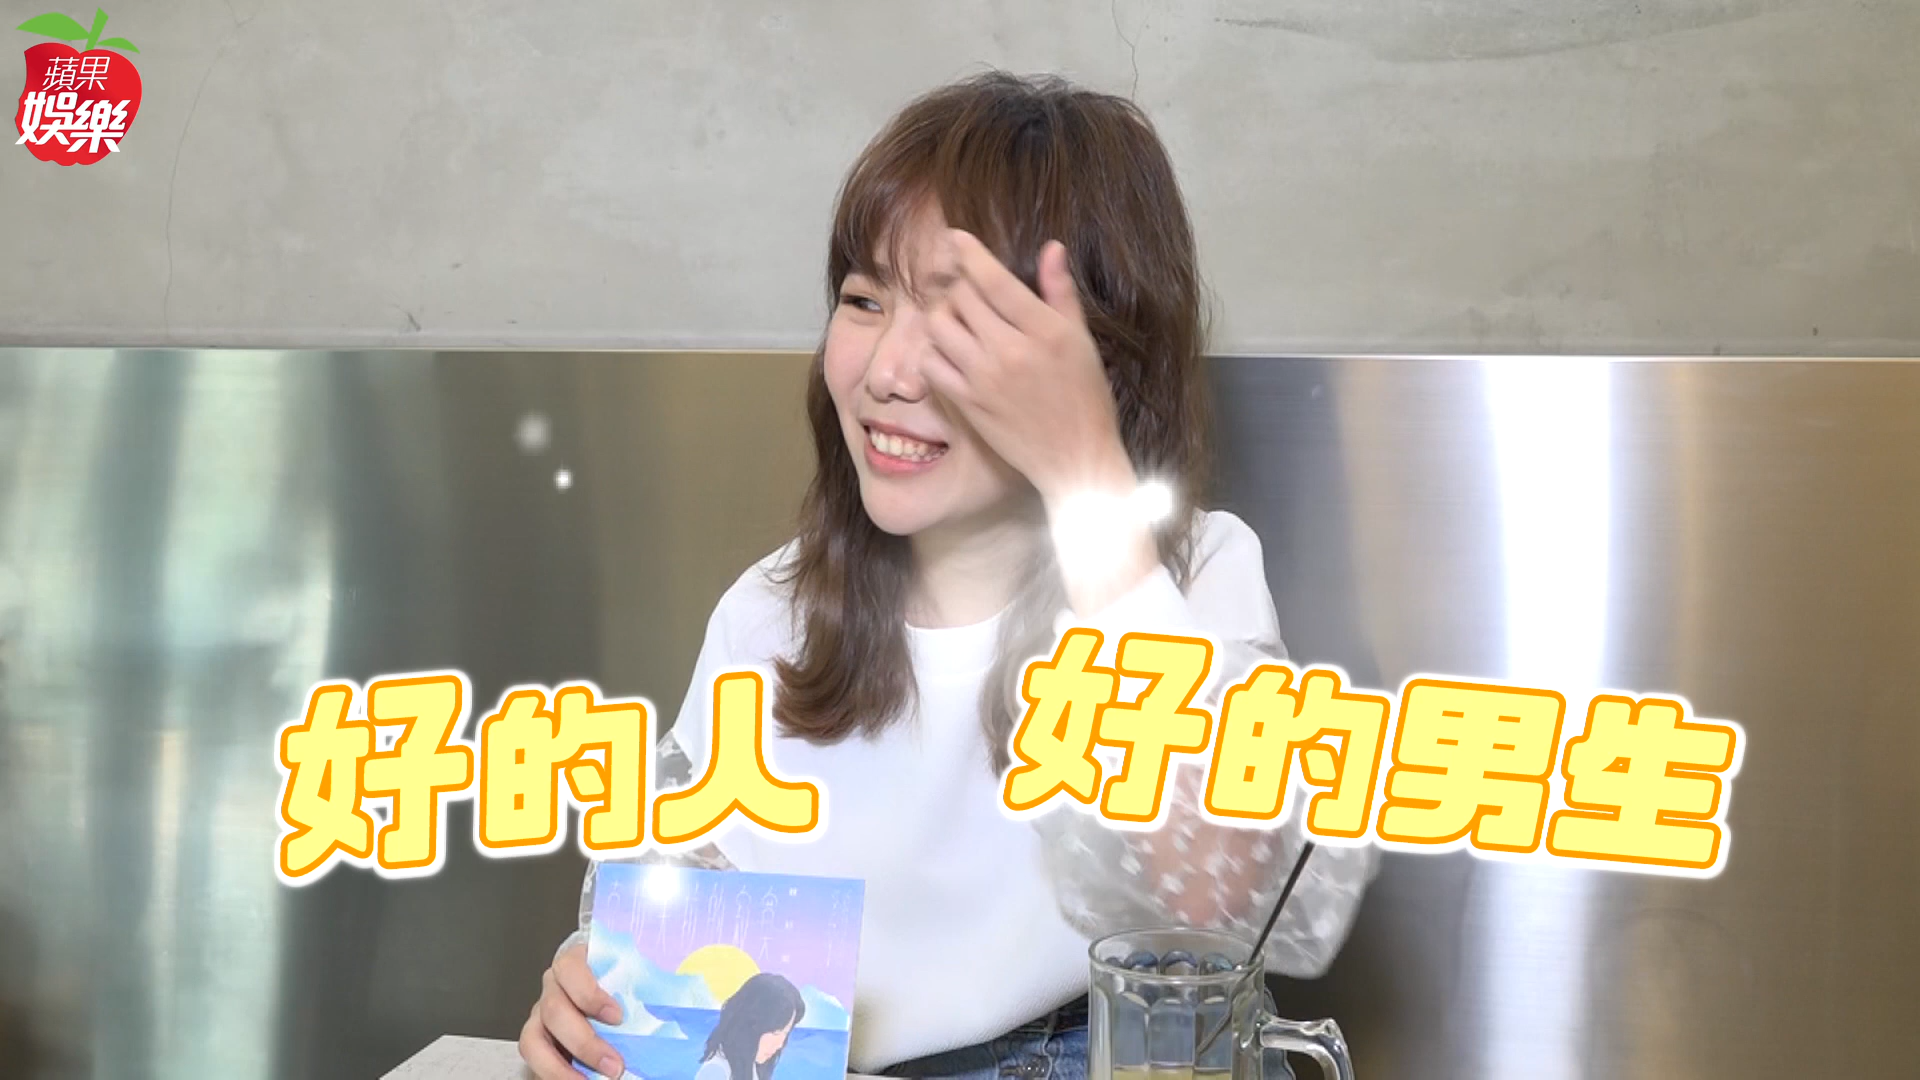 蘋果
娛樂
好的人 好的男生